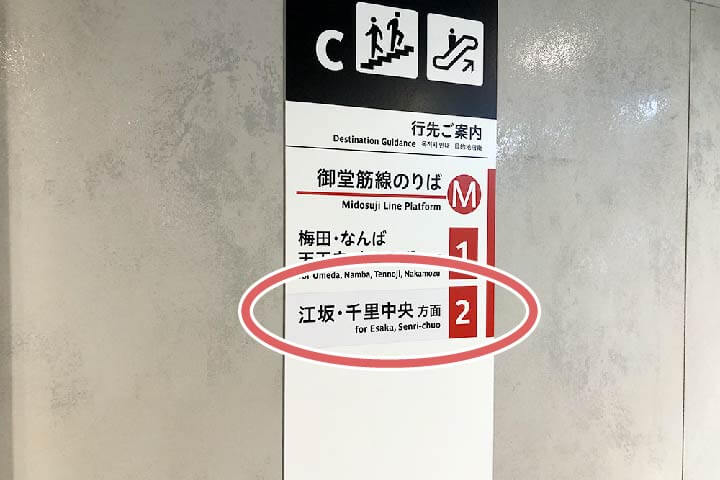 C
行先ご案内
Destination Guidance
御堂筋線のりば M
Midosuji Line Platform
梅田・なんば 1
for Umeda, Namba, Tennoji, Nakamozu
江坂・千里中央 方面 2
for Esaka, Senri-chuo